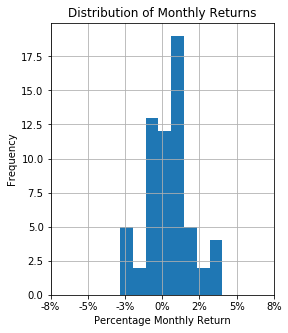 Distribution of Monthly Returns
17.5
15.0
12.5
10.0
7.5
5.0
2.5
0.0
Frequency
-8% -5% -3% 0% 2% 5% 8%
Percentage Monthly Return